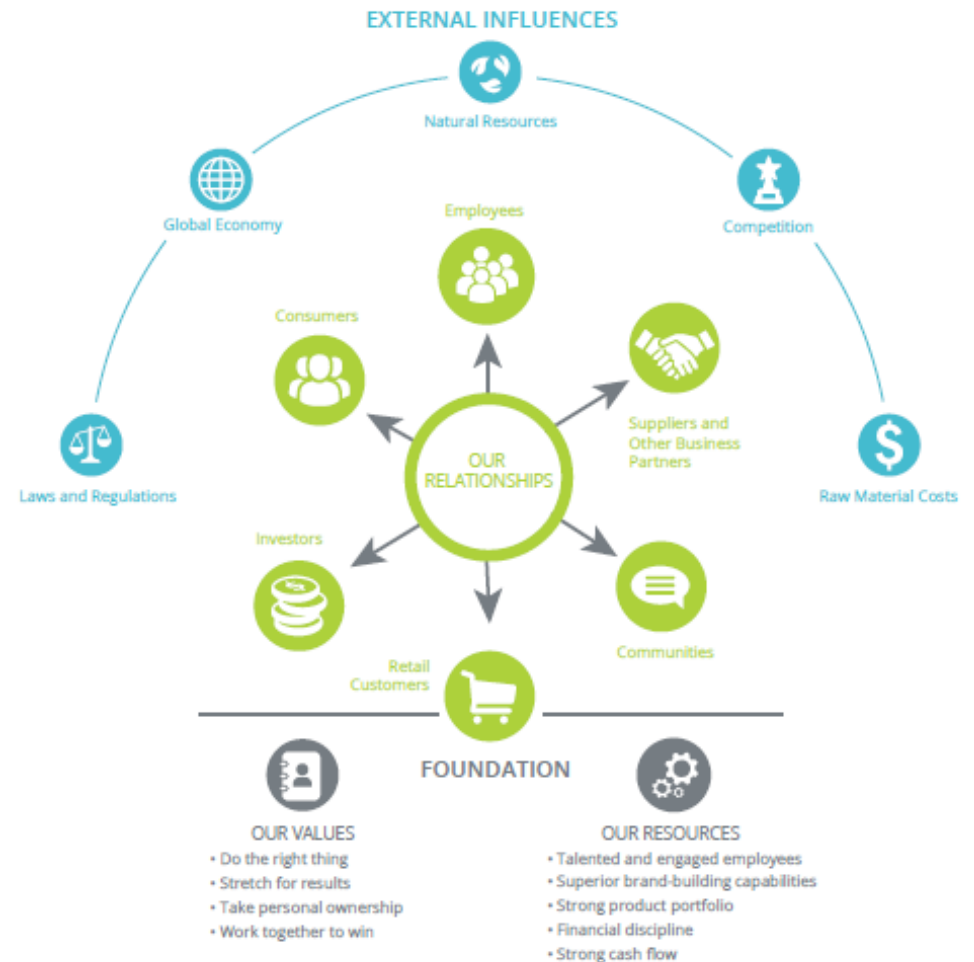 EXTERNAL INFLUENCES
Natural Resources
Global Economy
Competition
Employees
Consumers
Suppliers and
Other Business
Partners
OUR
RELATIONSHIPS
Laws and Regulations
Raw Material Costs
Investors
Communities
Retail
Customers
FOUNDATION
OUR VALUES
• Do the right thing
• Stretch for results
• Take personal ownership
• Work together to win
OUR RESOURCES
• Talented and engaged employees
• Superior brand-building capabilities
• Strong product portfolio
• Financial discipline
• Strong cash flow